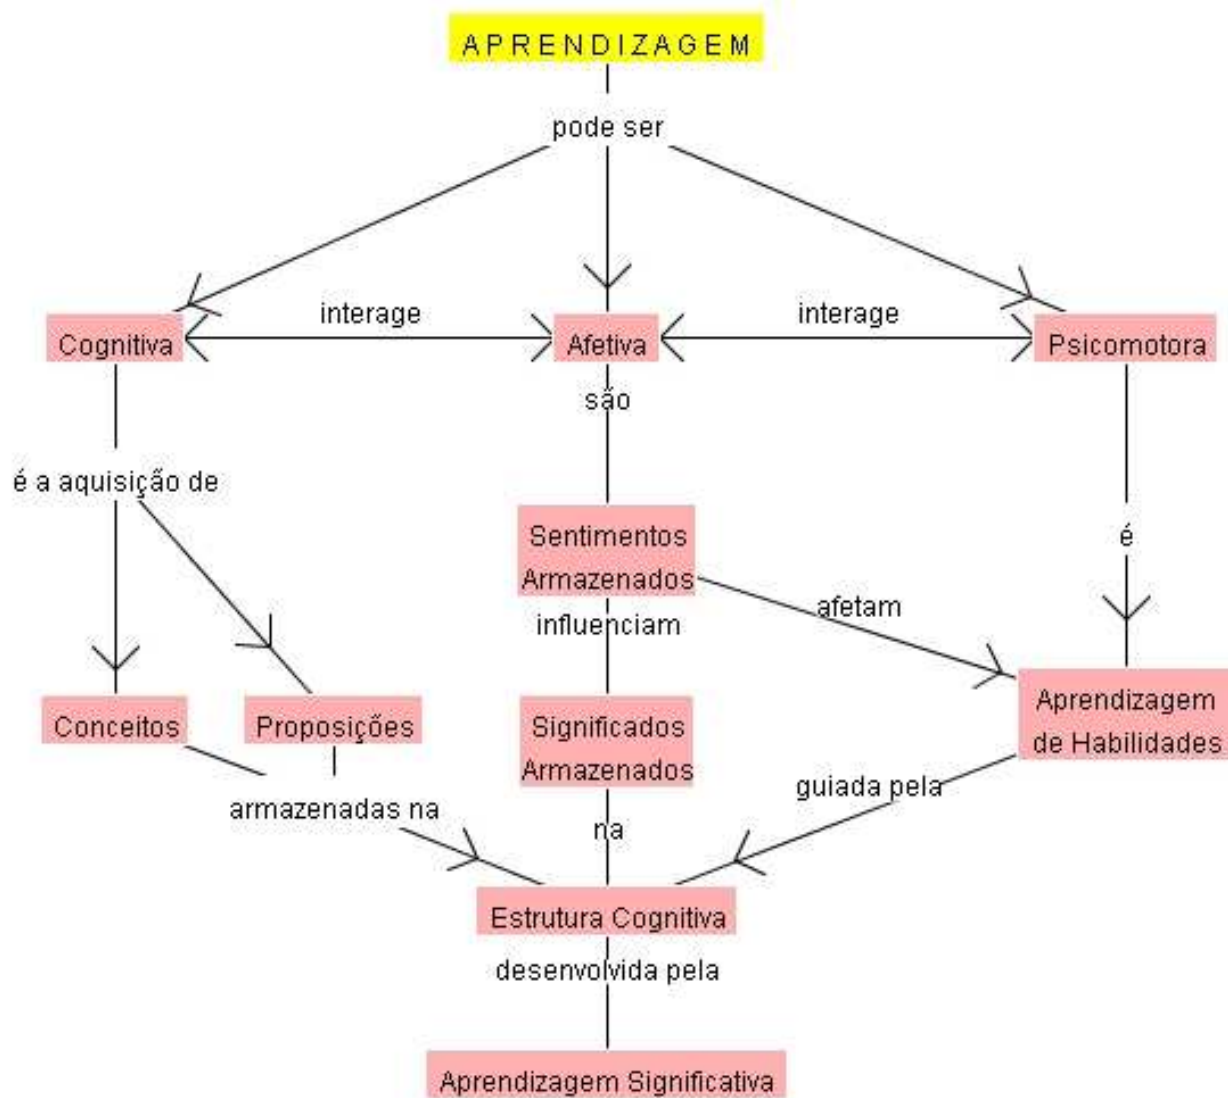 A P R E N D I Z A G E M
pode ser
interage
interage
Cognitiva
Afetiva
Psicomotora
são
é a aquisição de
Sentimentos
Armazenados
é
influenciam
afetam
Conceitos
Proposições
Significados
Armazenados
Aprendizagem
de Habilidades
armazenadas na
na
guiada pela
Estrutura Cognitiva
desenvolvida pela
Aprendizagem Significativa